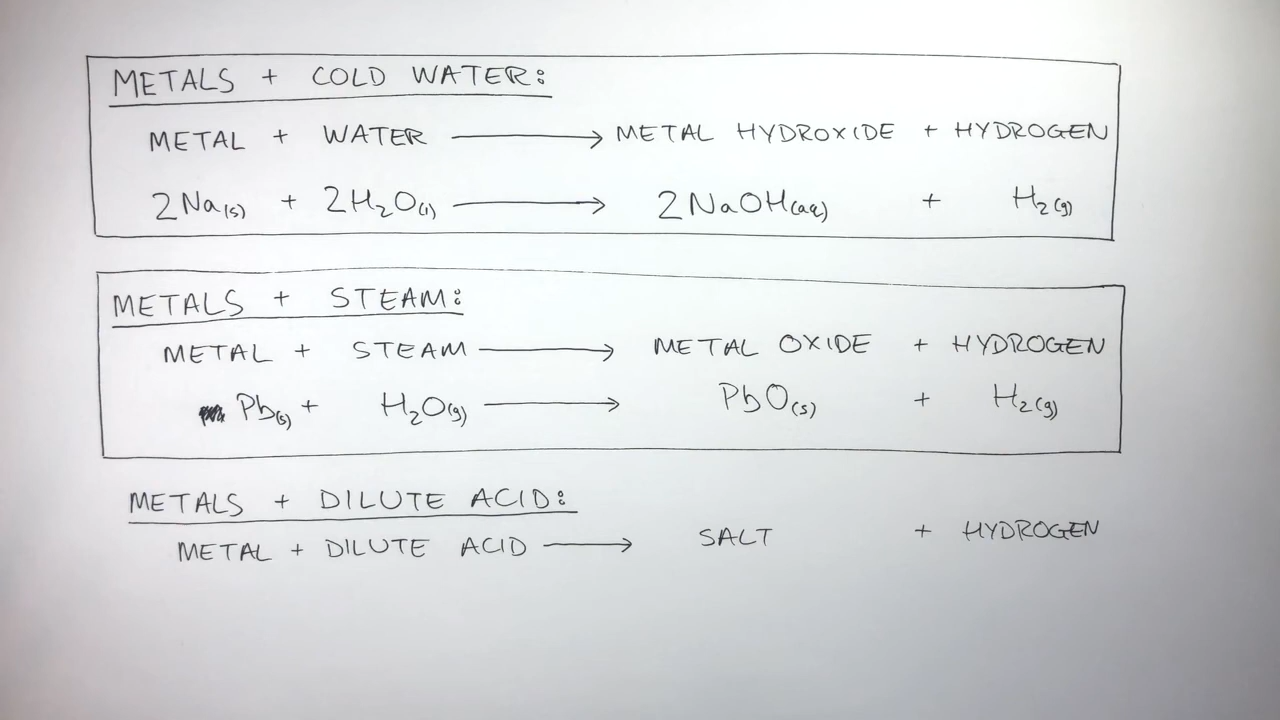 METALS + COLD WATER:
METAL + WATER ⟶ METAL HYDROXIDE + HYDROGEN
2Na(s) + 2H₂O(l) ⟶ 2NaOH(aq) + H₂(g)
METALS + STEAM:
METAL + STEAM ⟶ METAL OXIDE + HYDROGEN
Pb(s) + H₂O(g) ⟶ PbO(s) + H₂(g)
METALS + DILUTE ACID:
METAL + DILUTE ACID ⟶ SALT + HYDROGEN